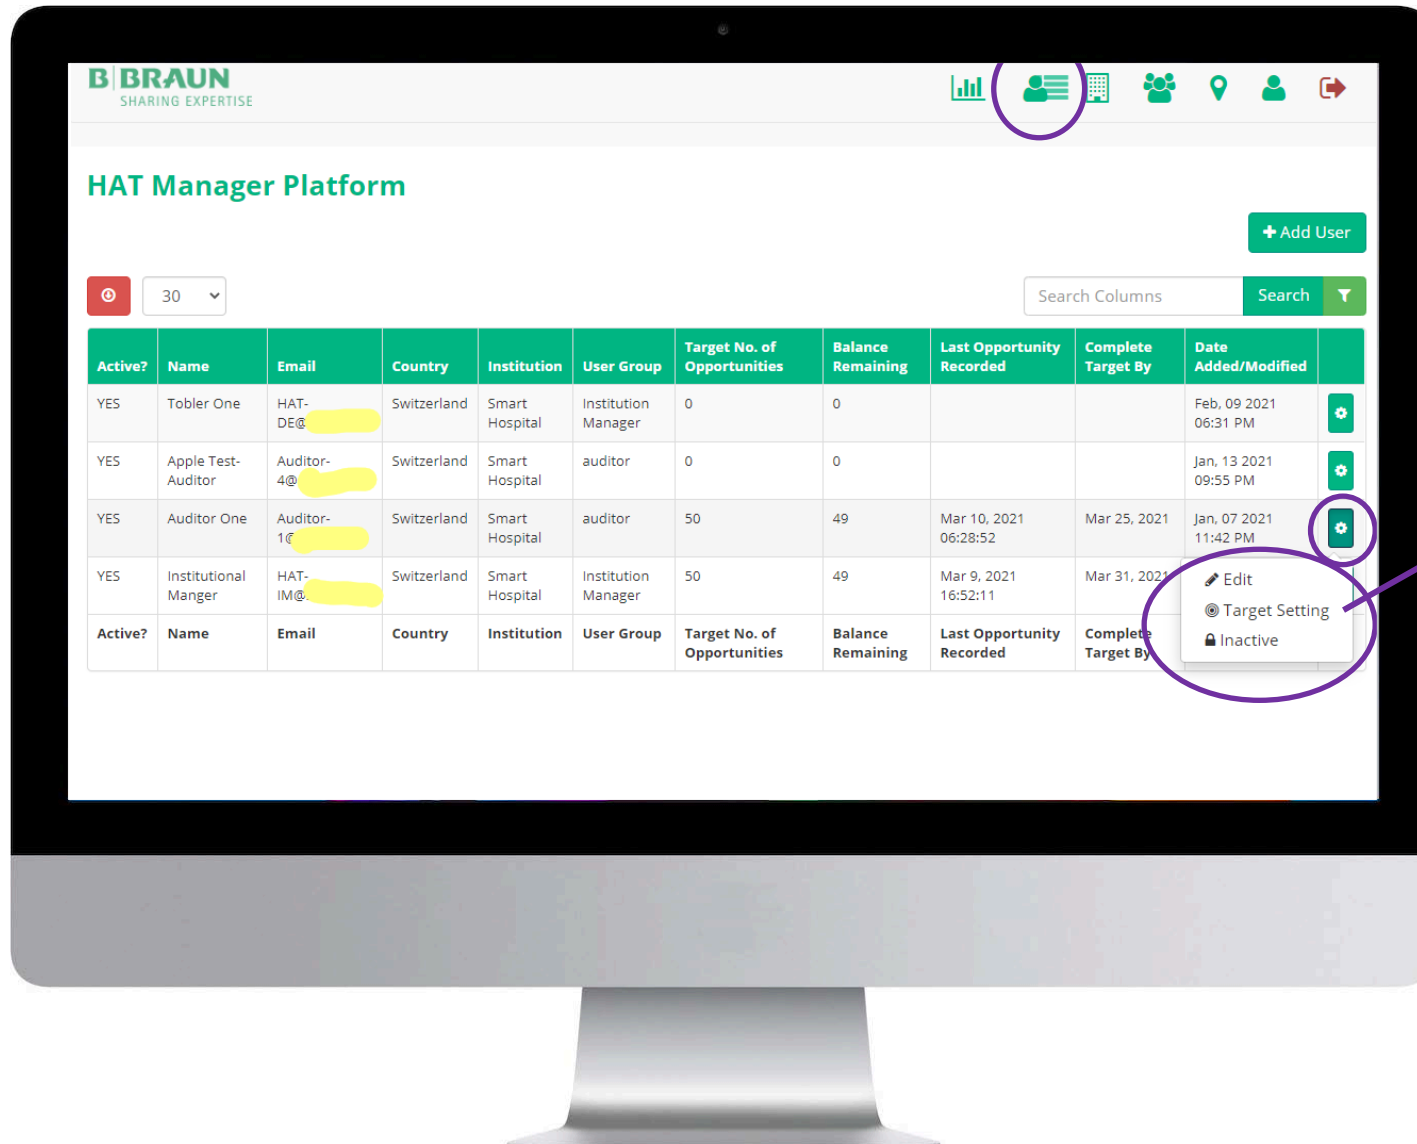 B|BRAUN
SHARING EXPERTISE
HAT Manager Platform
Add User
30
Search Columns
Search
Active? Name Email Country Institution User Group Target No. of Opportunities Balance Remaining Last Opportunity Recorded Complete Target By Date Added/Modified
YES Tobler One HAT-DE@ Switzerland Smart Hospital Institution Manager 0 0 Feb, 09 2021 06:31 PM
YES Apple Test-Auditor Auditor-4@ Switzerland Smart Hospital auditor 0 0 Jan, 13 2021 09:55 PM
YES Auditor One Auditor-1@ Switzerland Smart Hospital auditor 50 49 Mar 10, 2021 06:28:52 Mar 25, 2021 Jan, 07 2021 11:42 PM
YES Institutional Manger HAT-IM@ Switzerland Smart Hospital Institution Manager 50 49 Mar 9, 2021 16:52:11 Mar 31, 2021
Edit
Target Setting
Inactive
Active? Name Email Country Institution User Group Target No. of Opportunities Balance Remaining Last Opportunity Recorded Complete Target By